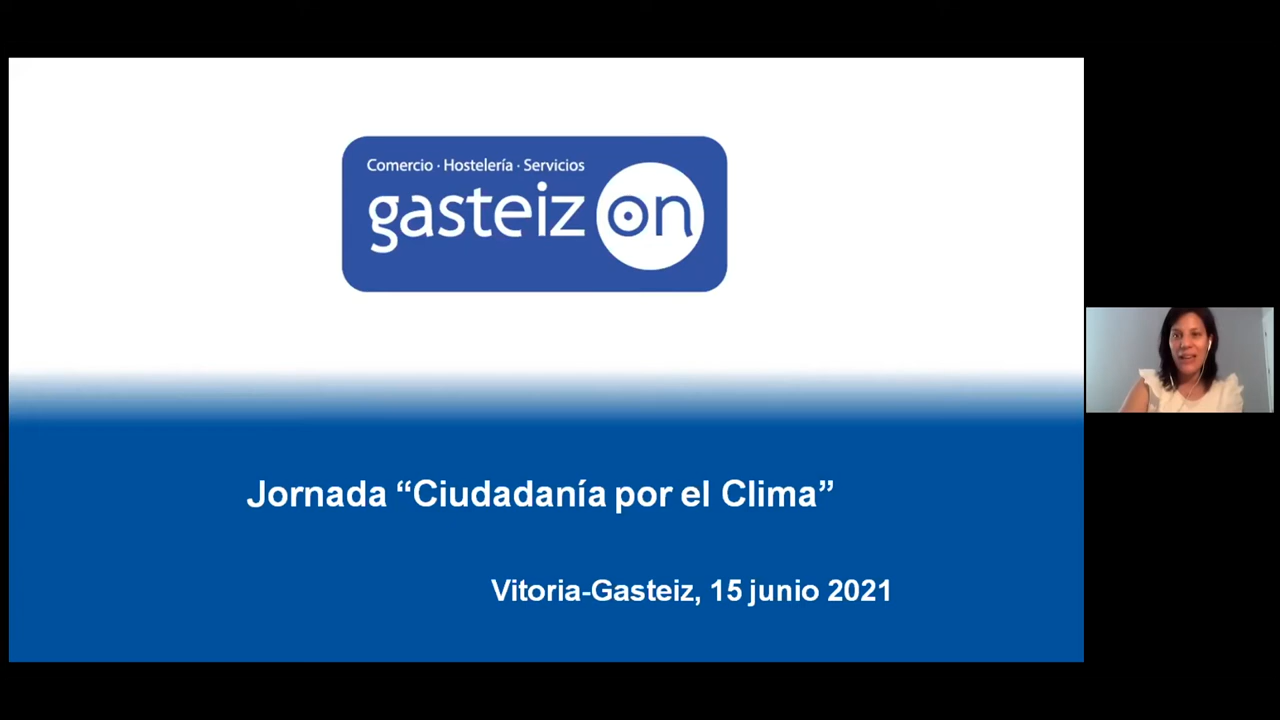 Comercio · Hostelería · Servicios
gasteiz on
Jornada “Ciudadanía por el Clima”
Vitoria-Gasteiz, 15 junio 2021